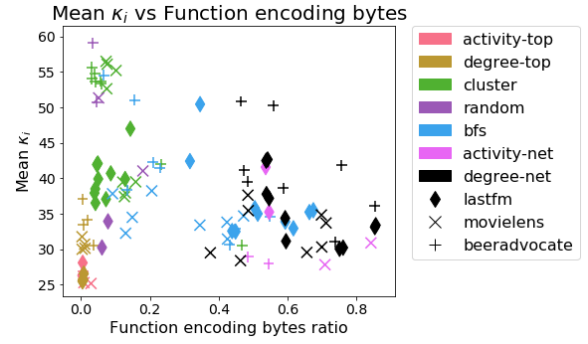 Mean κᵢ vs Function encoding bytes
60
55
50
45
40
35
30
25
Mean κᵢ
0.0 0.2 0.4 0.6 0.8
Function encoding bytes ratio
activity-top
degree-top
cluster
random
bfs
activity-net
degree-net
lastfm
movielens
beeradvocate